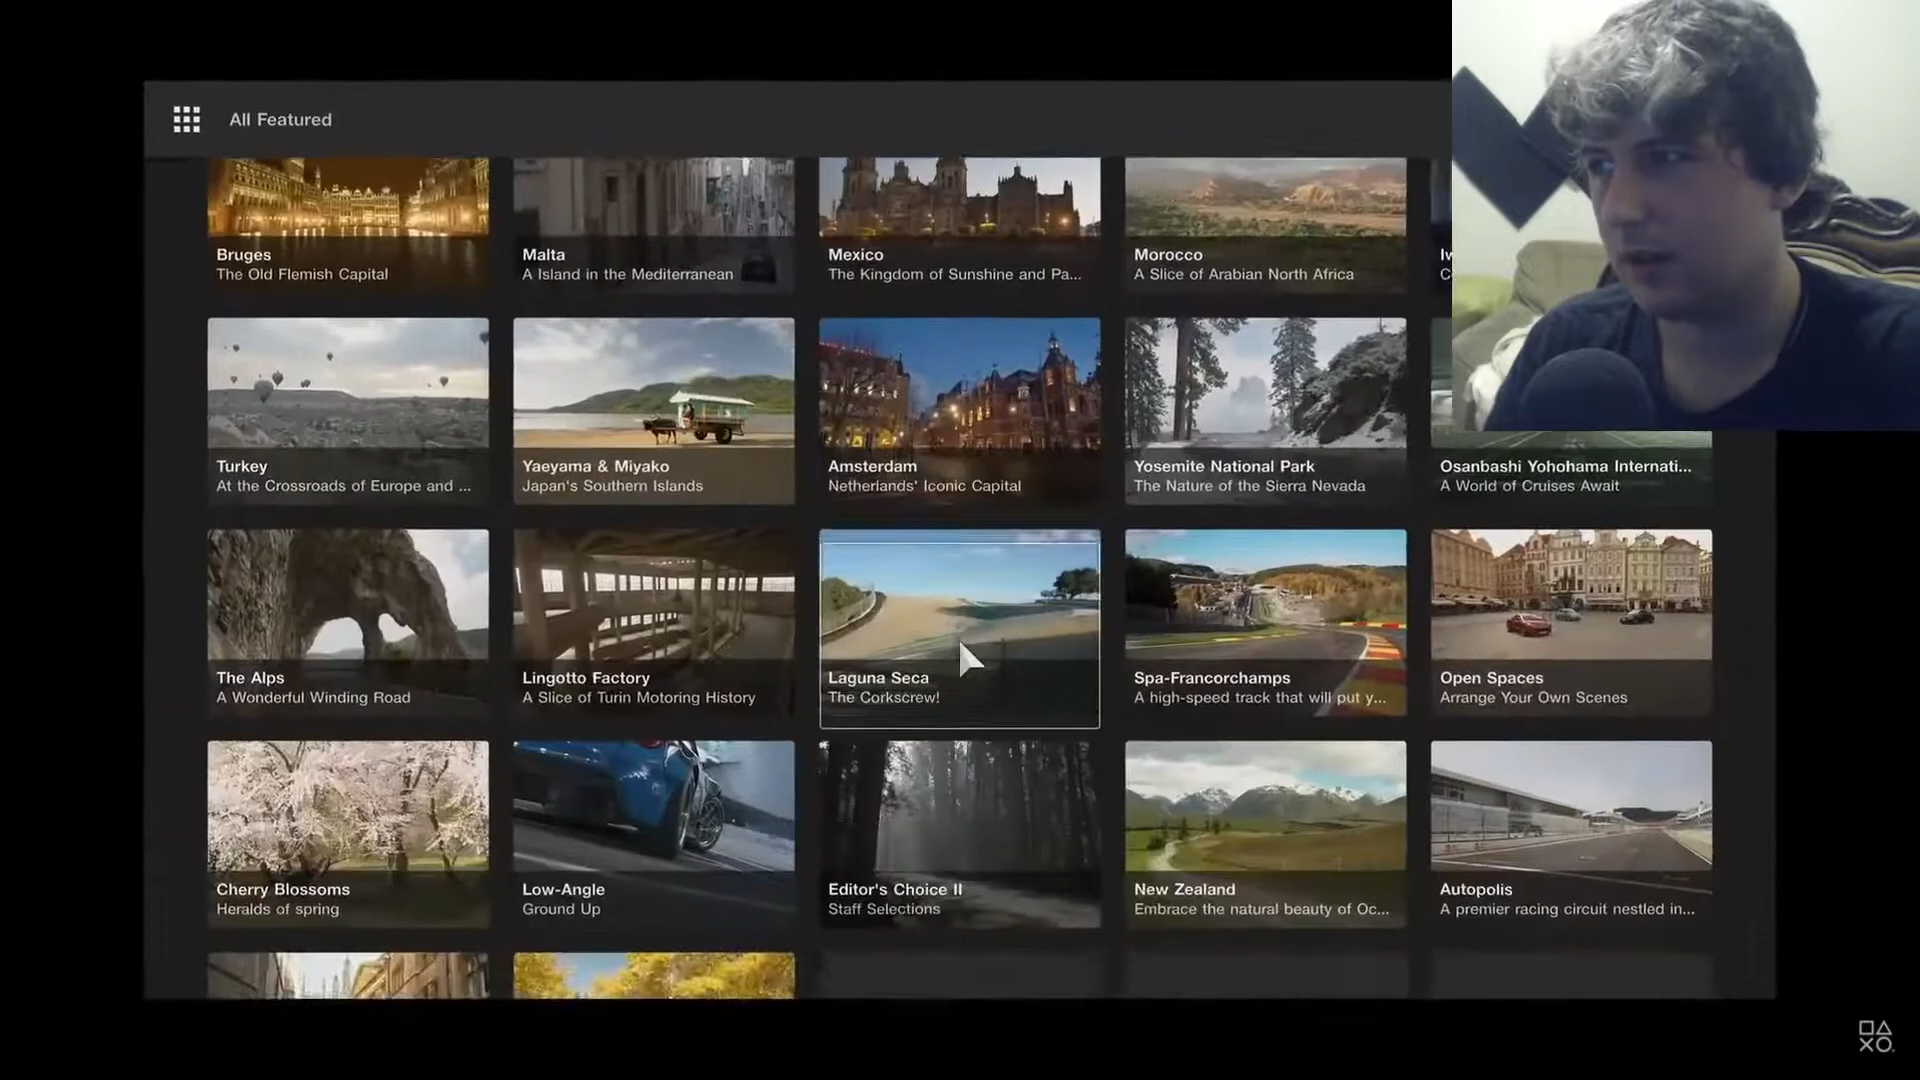 All Featured
Bruges
The Old Flemish Capital
Malta
A Island in the Mediterranean
Mexico
The Kingdom of Sunshine and Pa...
Morocco
A Slice of Arabian North Africa
Turkey
At the Crossroads of Europe and ...
Yaeyama & Miyako
Japan's Southern Islands
Amsterdam
Netherlands' Iconic Capital
Yosemite National Park
The Nature of the Sierra Nevada
Osanbashi Yohohama Internati...
A World of Cruises Await
The Alps
A Wonderful Winding Road
Lingotto Factory
A Slice of Turin Motoring History
Laguna Seca
The Corkscrew!
Spa-Francorchamps
A high-speed track that will put y...
Open Spaces
Arrange Your Own Scenes
Cherry Blossoms
Heralds of spring
Low-Angle
Ground Up
Editor's Choice II
Staff Selections
New Zealand
Embrace the natural beauty of Oc...
Autopolis
A premier racing circuit nestled in...